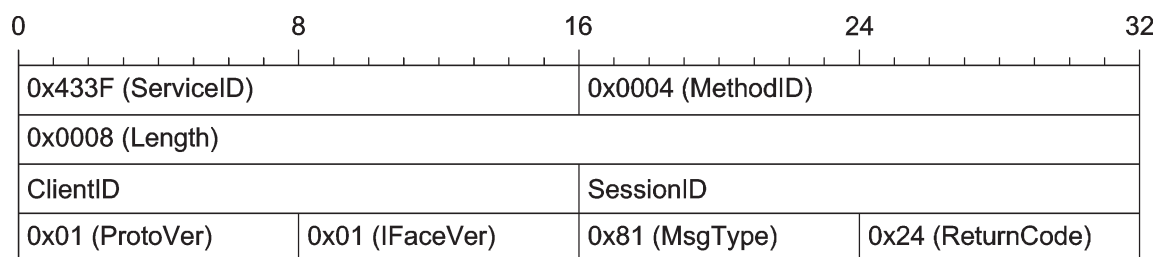 0 8 16 24 32
0x433F (ServiceID) 0x0004 (MethodID)
0x0008 (Length)
ClientID SessionID
0x01 (ProtoVer) 0x01 (IFaceVer) 0x81 (MsgType) 0x24 (ReturnCode)